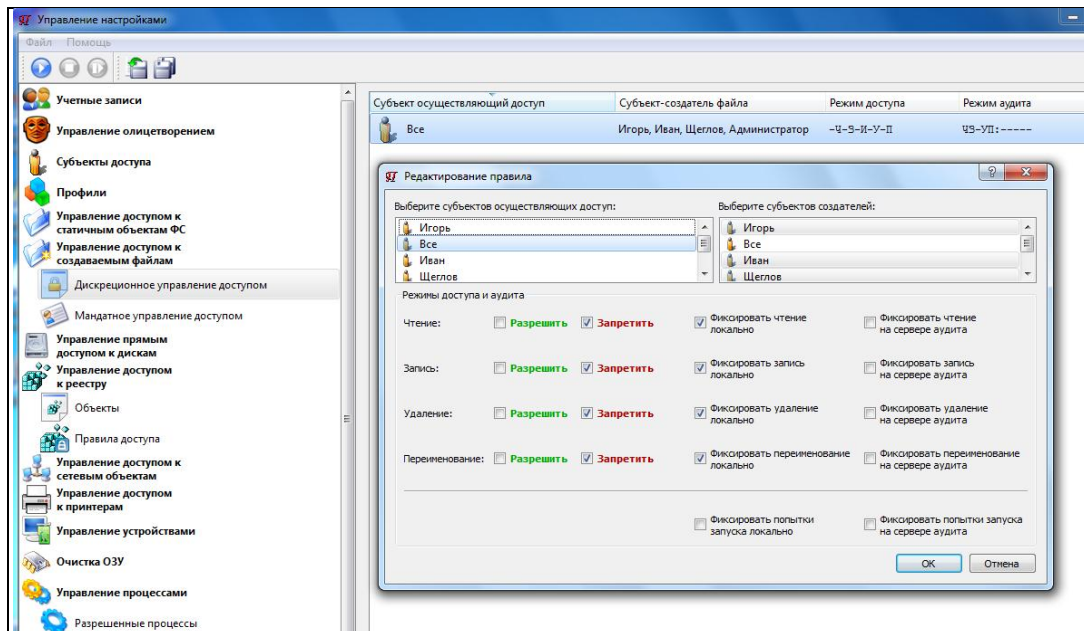 Управление настройками
Файл Помощь
Учетные записи
Управление олицетворением
Субъекты доступа
Профили
Управление доступом к
статичным объектам ФС
Управление доступом к
создаваемым файлам
Дискреционное управление доступом
Мандатное управление доступом
Управление прямым
доступом к дискам
Управление доступом
к реестру
Объекты
Правила доступа
Управление доступом к
сетевым объектам
Управление доступом
к принтерам
Управление устройствами
Очистка ОЗУ
Управление процессами
Разрешенные процессы
Субъект осуществляющий доступ Субъект-создатель файла Режим доступа Режим аудита
Все Игорь, Иван, Щеглов, Администратор -Ч-З-И-У-П ЧЗ-УП:-----
Редактирование правила
Выберите субъектов осуществляющих доступ: Выберите субъектов создателей:
Игорь Игорь
Все Все
Иван Иван
Щеглов Щеглов
Режимы доступа и аудита
Чтение: Разрешить Запретить Фиксировать чтение локально Фиксировать чтение на сервере аудита
Запись: Разрешить Запретить Фиксировать запись локально Фиксировать запись на сервере аудита
Удаление: Разрешить Запретить Фиксировать удаление локально Фиксировать удаление на сервере аудита
Переименование: Разрешить Запретить Фиксировать переименование локально Фиксировать переименование на сервере аудита
Фиксировать попытки запуска локально Фиксировать попытки запуска на сервере аудита
OK Отмена